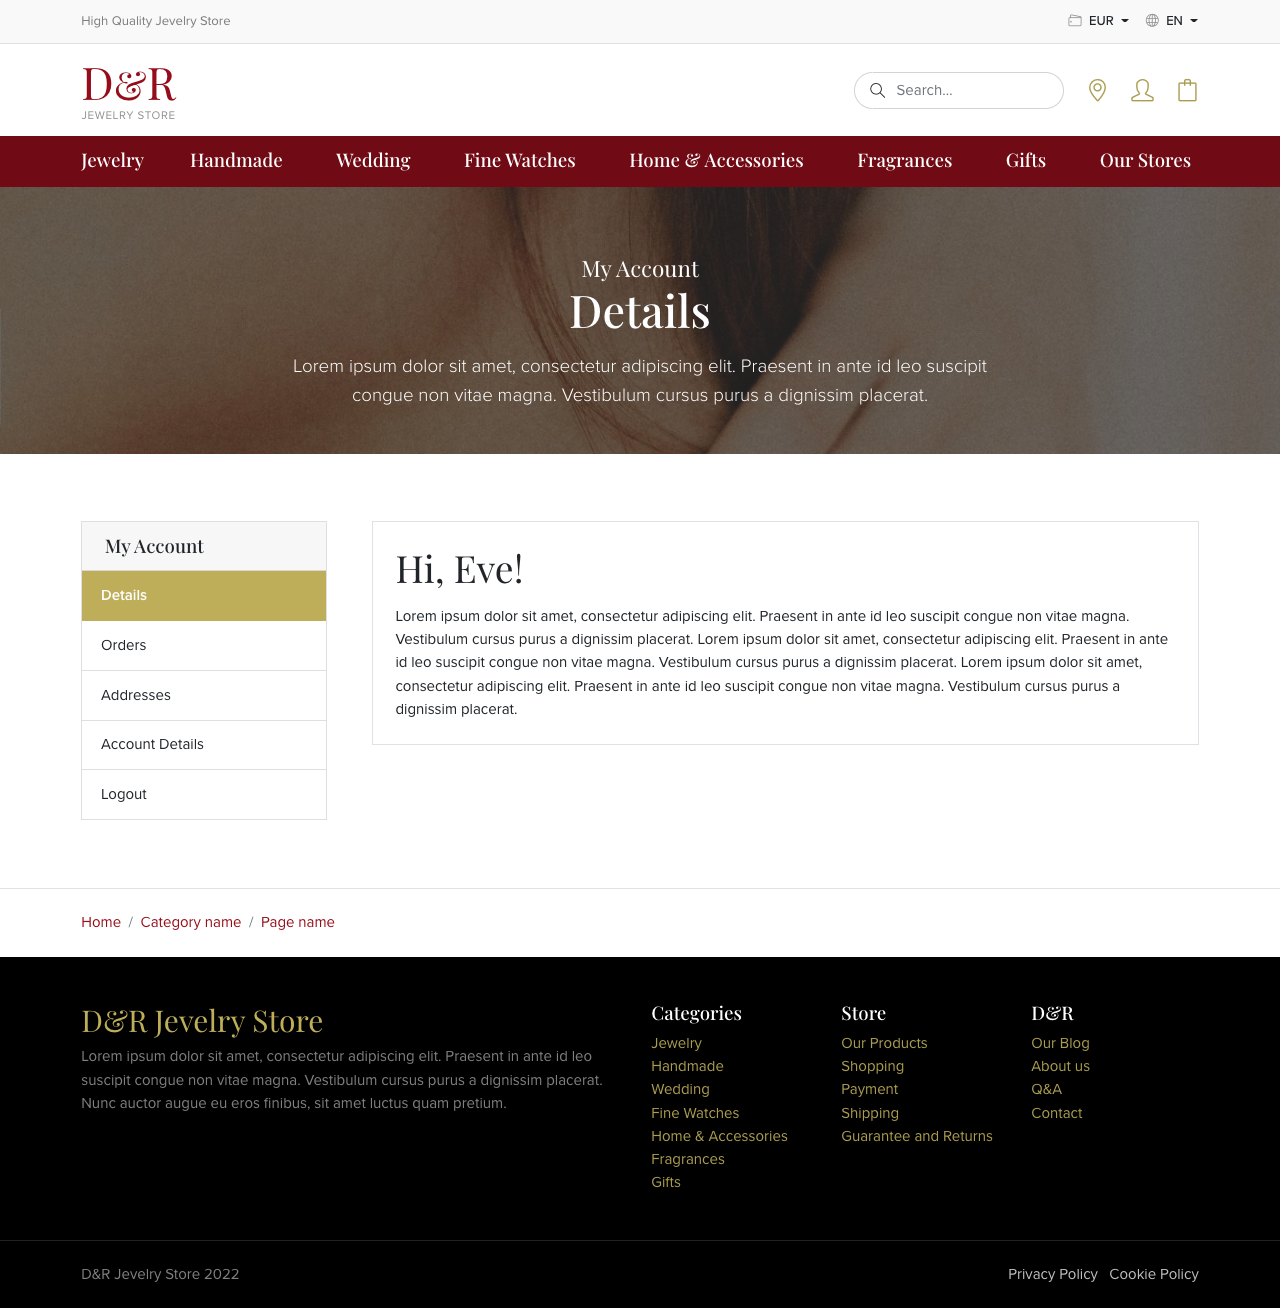 High Quality Jewelry Store
EUR
EN
D&R
JEWELRY STORE
Search...
Jewelry
Handmade
Wedding
Fine Watches
Home & Accessories
Fragrances
Gifts
Our Stores
My Account
Details
Lorem ipsum dolor sit amet, consectetur adipiscing elit. Praesent in ante id leo suscipit
congue non vitae magna. Vestibulum cursus purus a dignissim placerat.
My Account
Details
Orders
Addresses
Account Details
Logout
Hi, Eve!
Lorem ipsum dolor sit amet, consectetur adipiscing elit. Praesent in ante id leo suscipit congue non vitae magna.
Vestibulum cursus purus a dignissim placerat. Lorem ipsum dolor sit amet, consectetur adipiscing elit. Praesent in ante
id leo suscipit congue non vitae magna. Vestibulum cursus purus a dignissim placerat. Lorem ipsum dolor sit amet,
consectetur adipiscing elit. Praesent in ante id leo suscipit congue non vitae magna. Vestibulum cursus purus a
dignissim placerat.
Home / Category name / Page name
D&R Jewelry Store
Lorem ipsum dolor sit amet, consectetur adipiscing elit. Praesent in ante id leo
suscipit congue non vitae magna. Vestibulum cursus purus a dignissim placerat.
Nunc auctor augue eu eros finibus, sit amet luctus quam pretium.
Categories
Jewelry
Handmade
Wedding
Fine Watches
Home & Accessories
Fragrances
Gifts
Store
Our Products
Shopping
Payment
Shipping
Guarantee and Returns
D&R
Our Blog
About us
Q&A
Contact
D&R Jewelry Store 2022
Privacy Policy
Cookie Policy